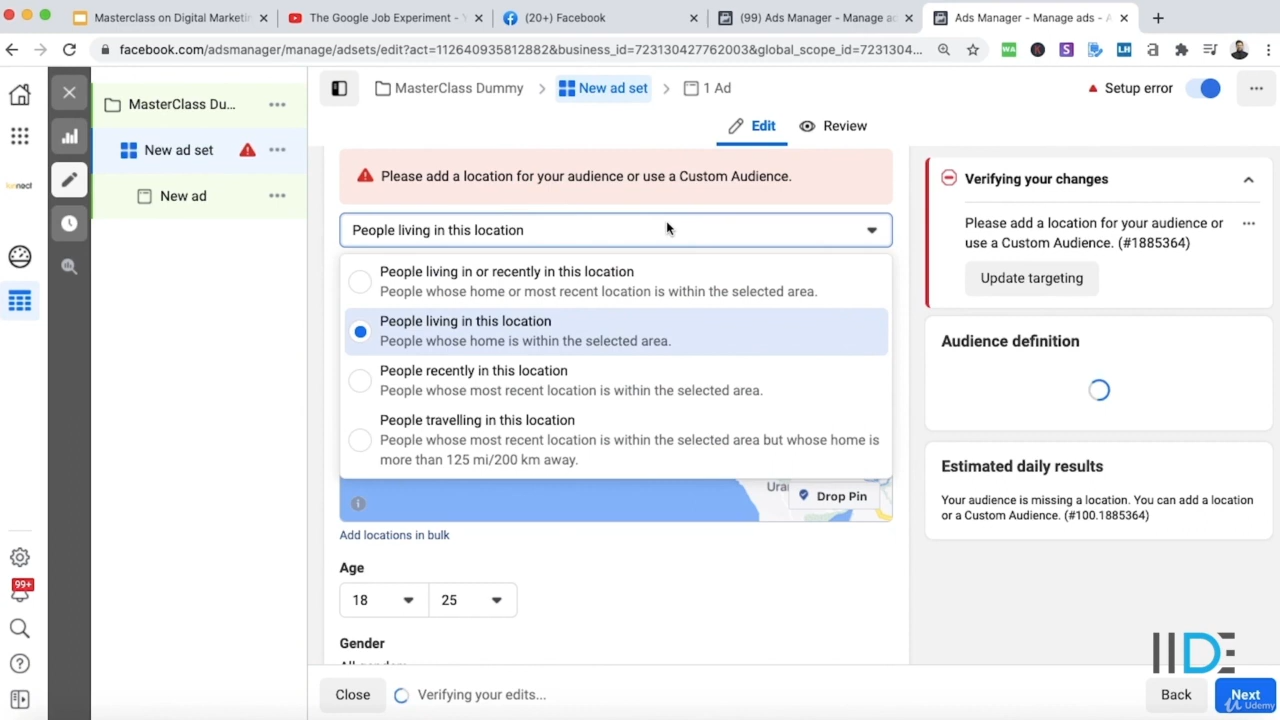 Masterclass on Digital Marketi
The Google Job Experiment - Y
(20+) Facebook
(99) Ads Manager - Manage ad
Ads Manager - Manage ads - A
facebook.com/adsmanager/manage/adsets/edit?act=112640935812882&business_id=723130427762003&global_scope_id=7231304...
WA
K
S
LH
a
MasterClass Du...
New ad set
New ad
MasterClass Dummy
New ad set
1 Ad
Setup error
Edit
Review
Please add a location for your audience or use a Custom Audience.
People living in this location
People living in or recently in this location
People whose home or most recent location is within the selected area.
People living in this location
People whose home is within the selected area.
People recently in this location
People whose most recent location is within the selected area.
People travelling in this location
People whose most recent location is within the selected area but whose home is
more than 125 mi/200 km away.
Uran
Drop Pin
Add locations in bulk
Age
18
25
Gender
Verifying your changes
Please add a location for your audience or
use a Custom Audience. (#1885364)
Update targeting
Audience definition
Estimated daily results
Your audience is missing a location. You can add a location
or a Custom Audience. (#100.1885364)
99+
Close
Verifying your edits...
Back
Next
IIDE
Udemy